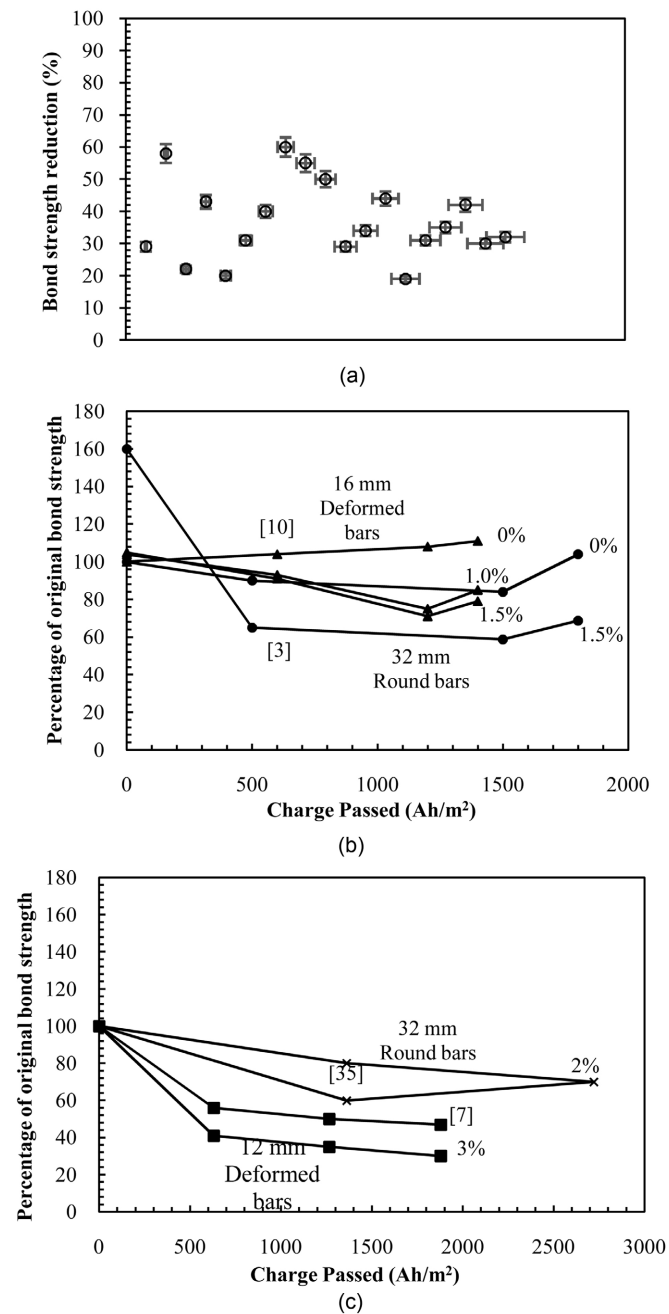 Bond strength reduction (%)
100
90
80
70
60
50
40
30
20
10
0
(a)
Percentage of original bond strength
180
160
140
120
100
80
60
40
20
0
16 mm
Deformed
bars
[10]
0%
0%
1.0%
1.5%
1.5%
[3]
32 mm
Round bars
0 500 1000 1500 2000
Charge Passed (Ah/m²)
(b)
Percentage of original bond strength
180
160
140
120
100
80
60
40
20
0
32 mm
Round bars
[35]
2%
[7]
3%
12 mm
Deformed
bars
0 500 1000 1500 2000 2500 3000
Charge Passed (Ah/m²)
(c)